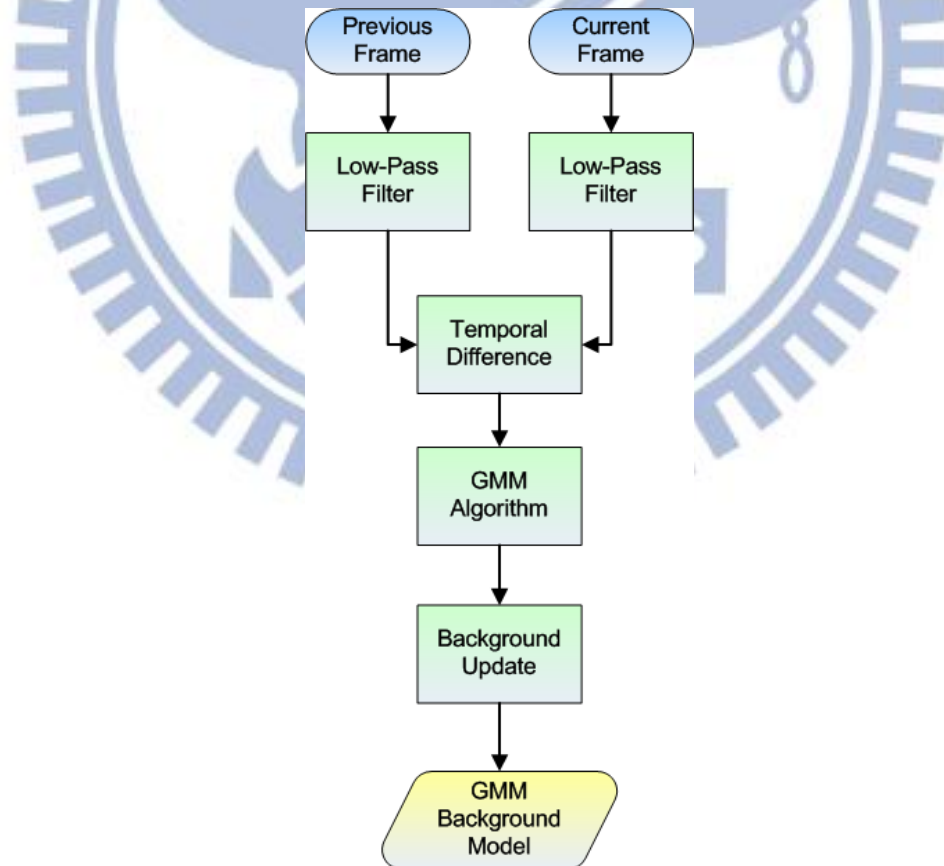 Previous
Frame
Current
Frame
Low-Pass
Filter
Low-Pass
Filter
Temporal
Difference
GMM
Algorithm
Background
Update
GMM
Background
Model